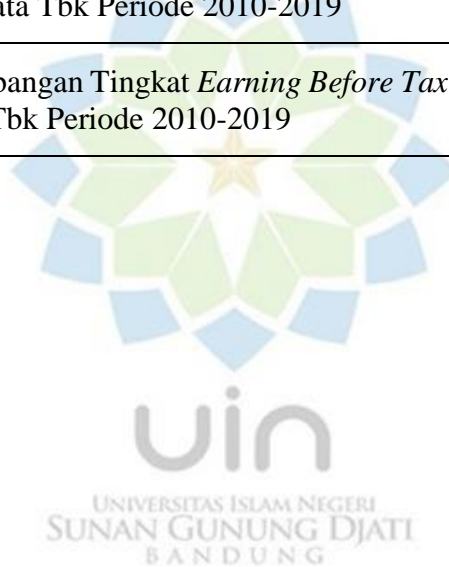 ata Tbk Periode 2010-2019
bangan Tingkat Earning Before Tax
Tbk Periode 2010-2019
uin
UNIVERSITAS ISLAM NEGERI
SUNAN GUNUNG DJATI
BANDUNG